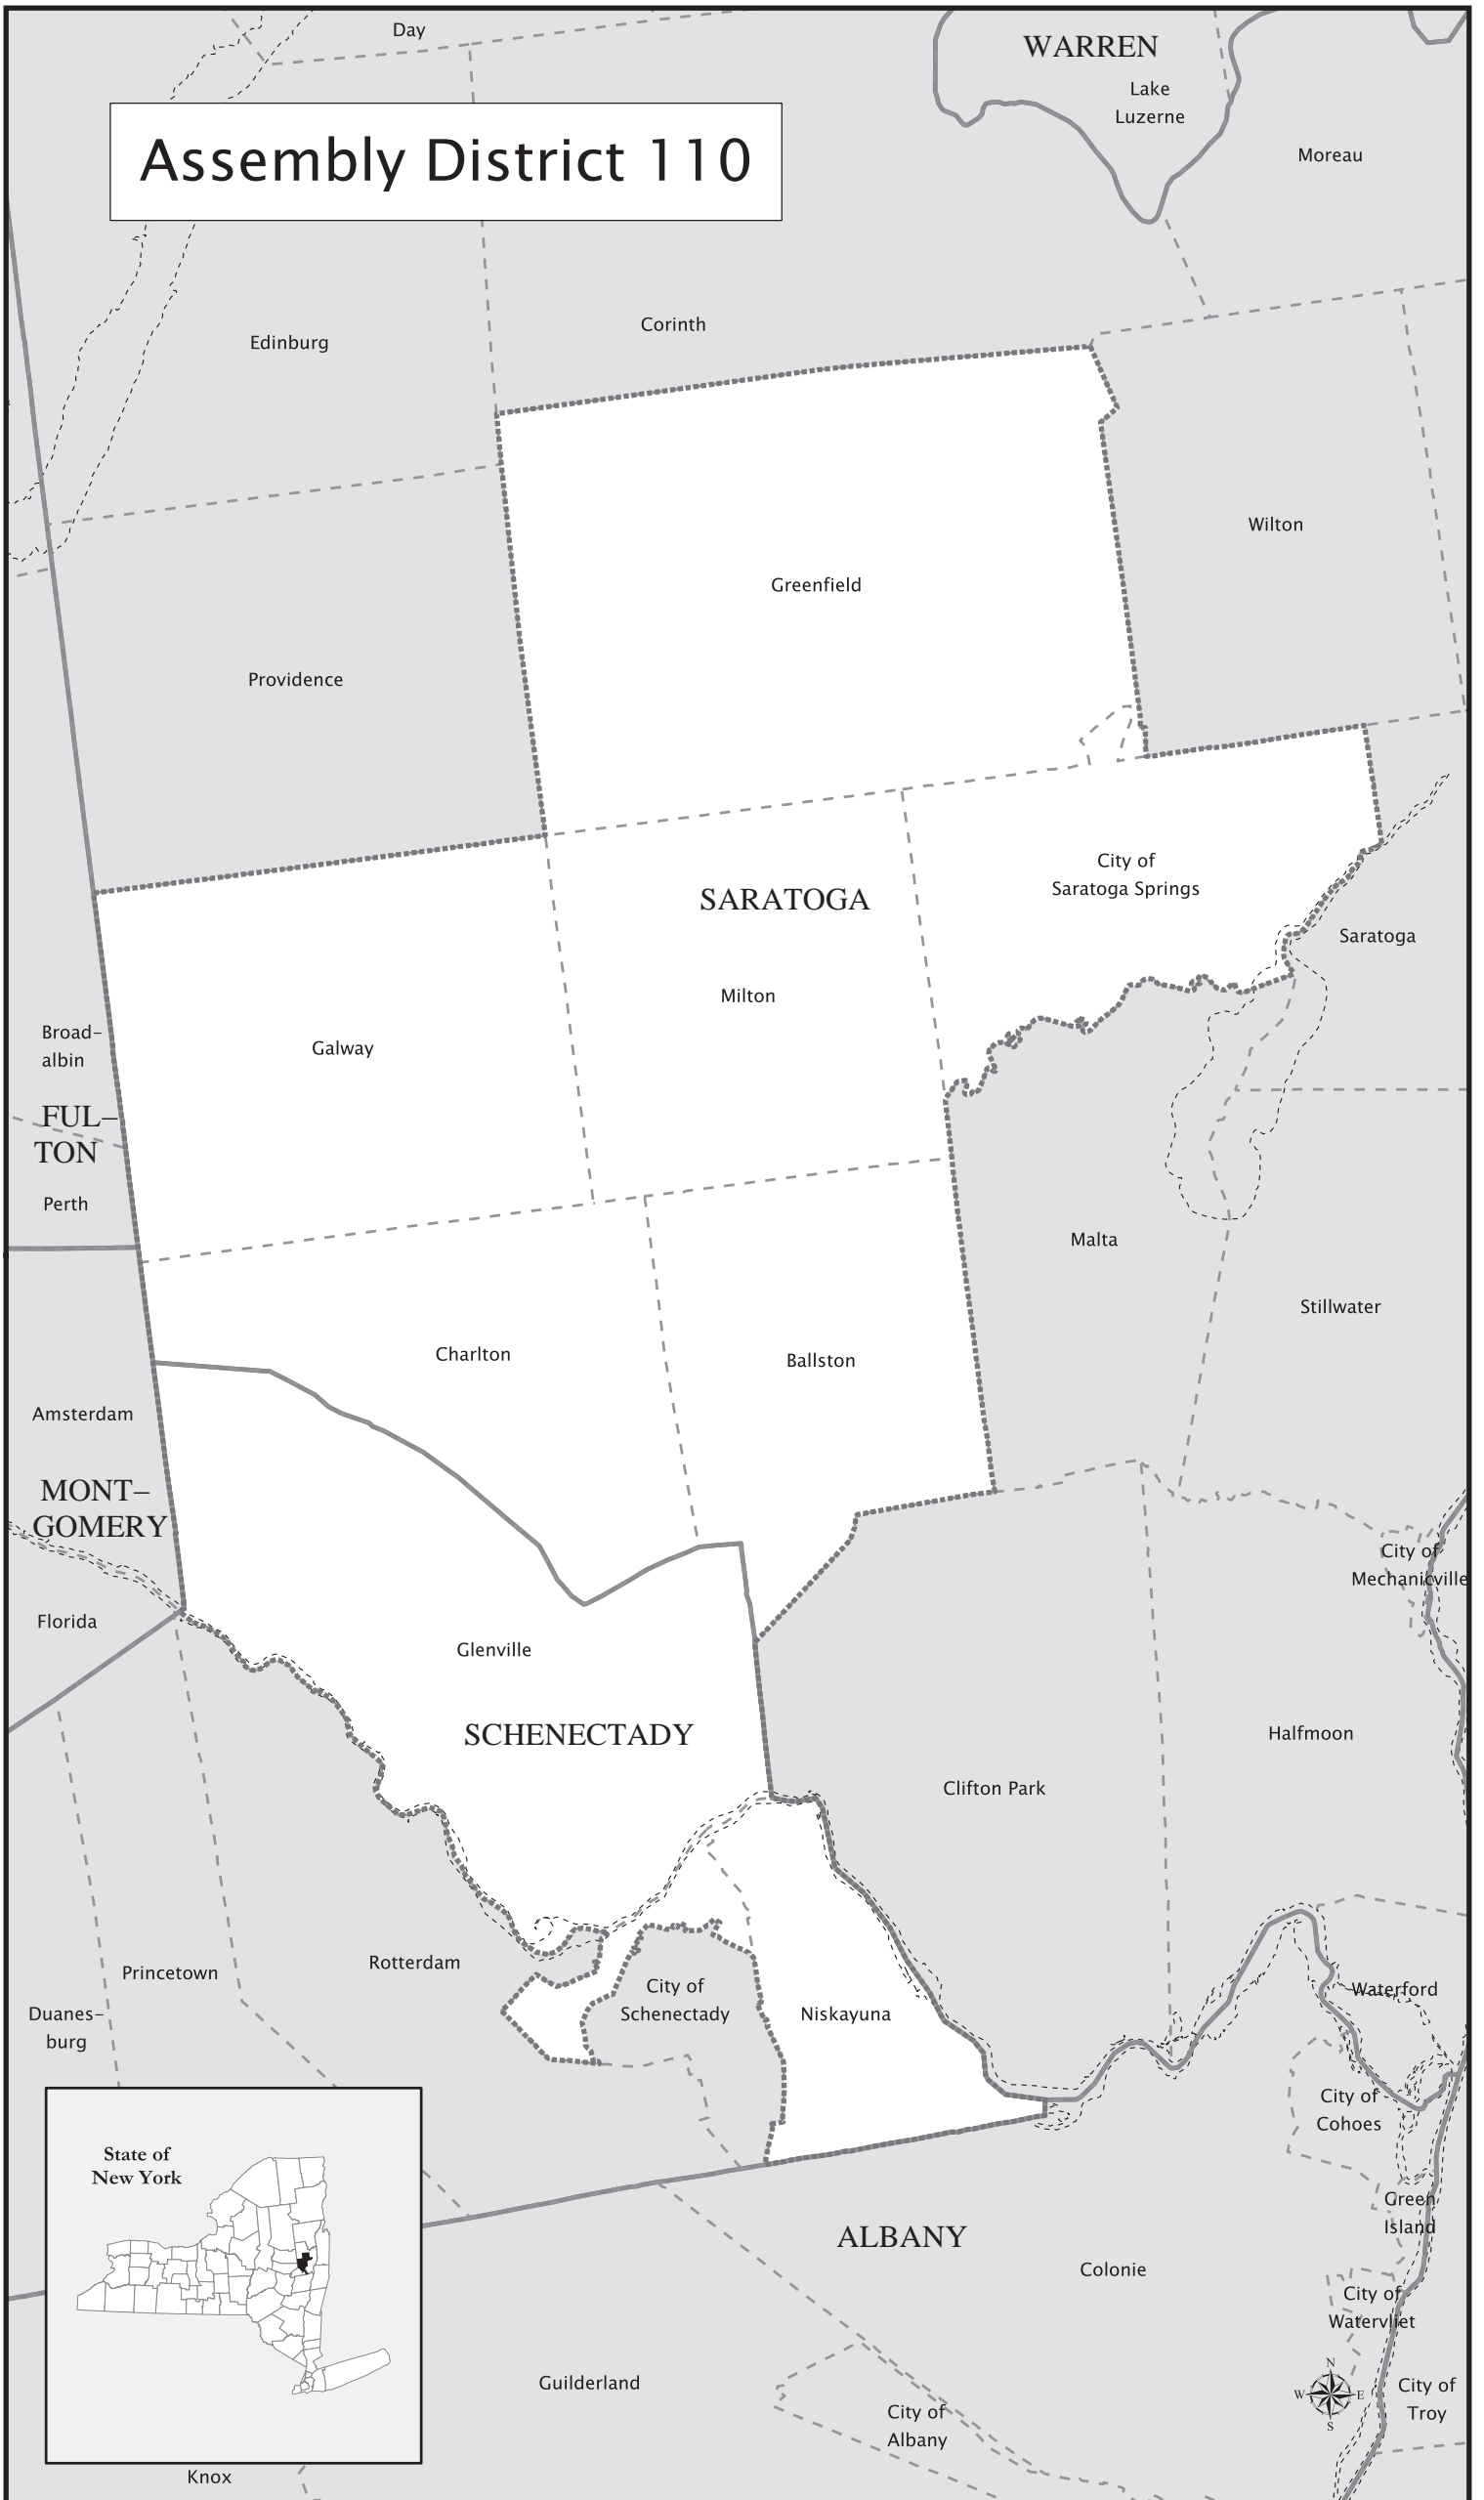 Day
WARREN
Lake
Luzerne
Moreau
Assembly District 110
Edinburg
Corinth
Wilton
Greenfield
Providence
City of
Saratoga Springs
SARATOGA
Saratoga
Milton
Galway
Broad-
albin
FUL–
TON
Perth
Malta
Stillwater
Charlton
Ballston
Amsterdam
MONT–
GOMERY
City of
Mechanicville
Florida
Glenville
SCHENECTADY
Halfmoon
Clifton Park
Rotterdam
Princetown
City of
Schenectady
Niskayuna
Waterford
Duanes-
burg
City of
Cohoes
State of
New York
Green
Island
ALBANY
Colonie
City of
Watervliet
Guilderland
N
W
E
S
City of
Troy
City of
Albany
Knox